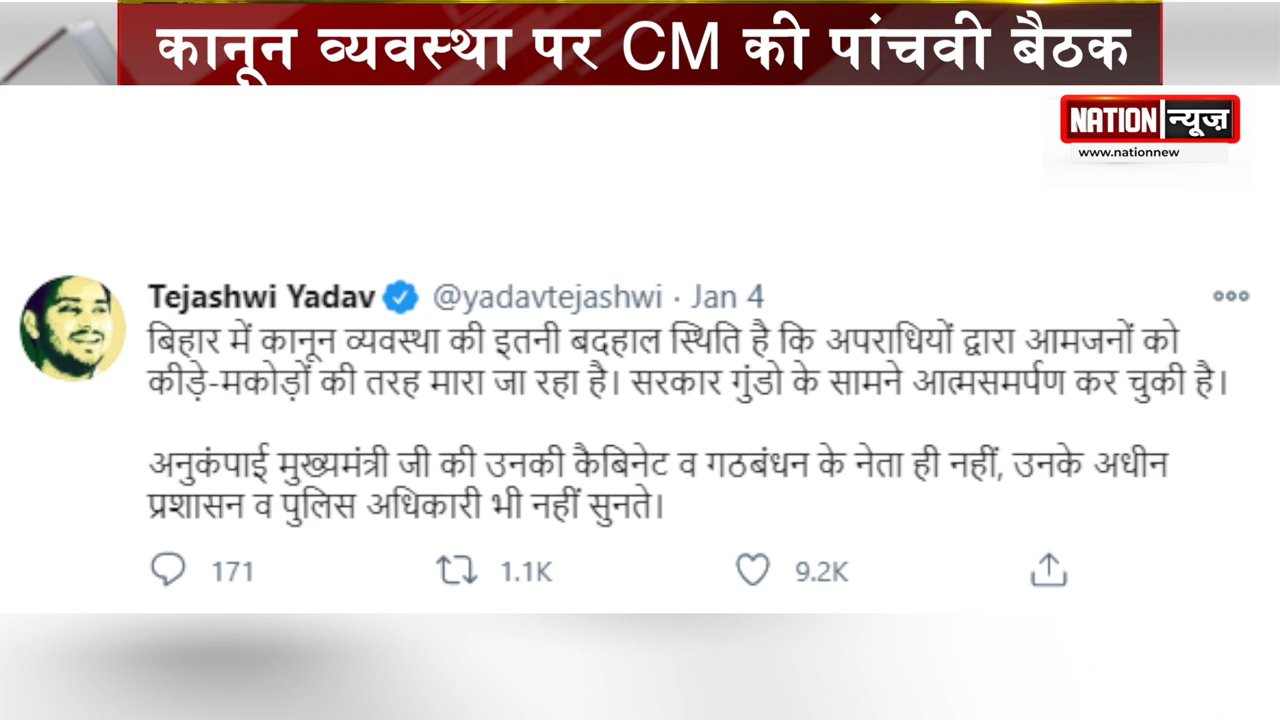 कानून व्यवस्था पर CM की पांचवी बैठक
NATION न्यूज़
www.nationnew
Tejashwi Yadav @yadavtejashwi · Jan 4
बिहार में कानून व्यवस्था की इतनी बदहाल स्थिति है कि अपराधियों द्वारा आमजनों को
कीड़े-मकोड़ों की तरह मारा जा रहा है। सरकार गुंडो के सामने आत्मसमर्पण कर चुकी है।
अनुकंपाई मुख्यमंत्री जी की उनकी कैबिनेट व गठबंधन के नेता ही नहीं, उनके अधीन
प्रशासन व पुलिस अधिकारी भी नहीं सुनते।
171 1.1K 9.2K